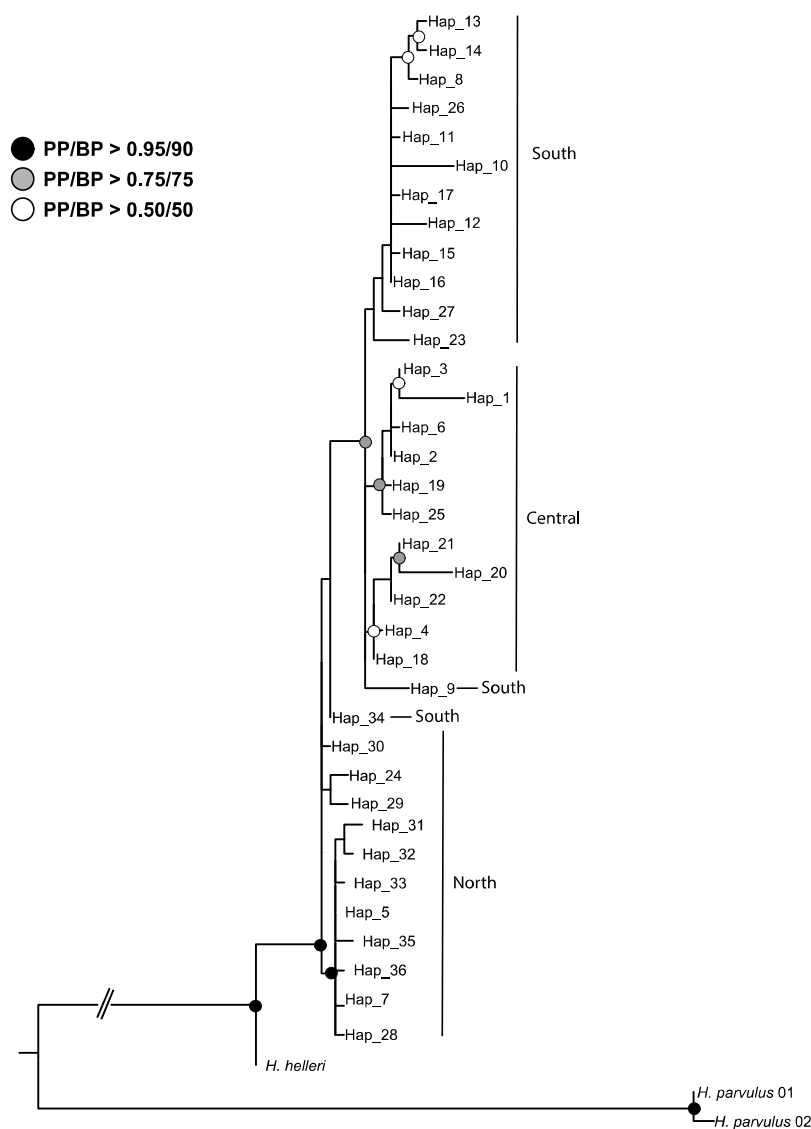 Hap_13
Hap_14
Hap_8
Hap_26
Hap_11
Hap_10
Hap_17
Hap_12
Hap_15
Hap_16
Hap_27
Hap_23
South
PP/BP > 0.95/90
PP/BP > 0.75/75
PP/BP > 0.50/50
Hap_3
Hap_1
Hap_6
Hap_2
Hap_19
Hap_25
Hap_21
Hap_20
Hap_22
Hap_4
Hap_18
Central
Hap_9 South
Hap_34 South
Hap_30
Hap_24
Hap_29
Hap_31
Hap_32
Hap_33
Hap_5
Hap_35
Hap_36
Hap_7
Hap_28
North
H. helleri
H. parvulus 01
H. parvulus 02